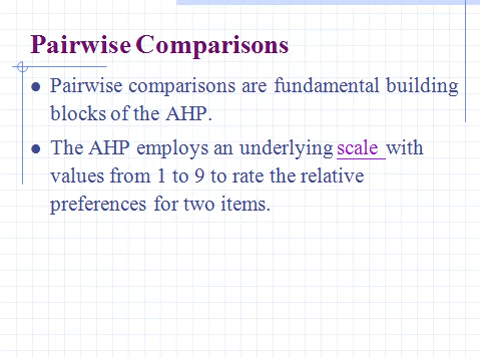 Pairwise Comparisons
● Pairwise comparisons are fundamental building
blocks of the AHP.
● The AHP employs an underlying scale with
values from 1 to 9 to rate the relative
preferences for two items.